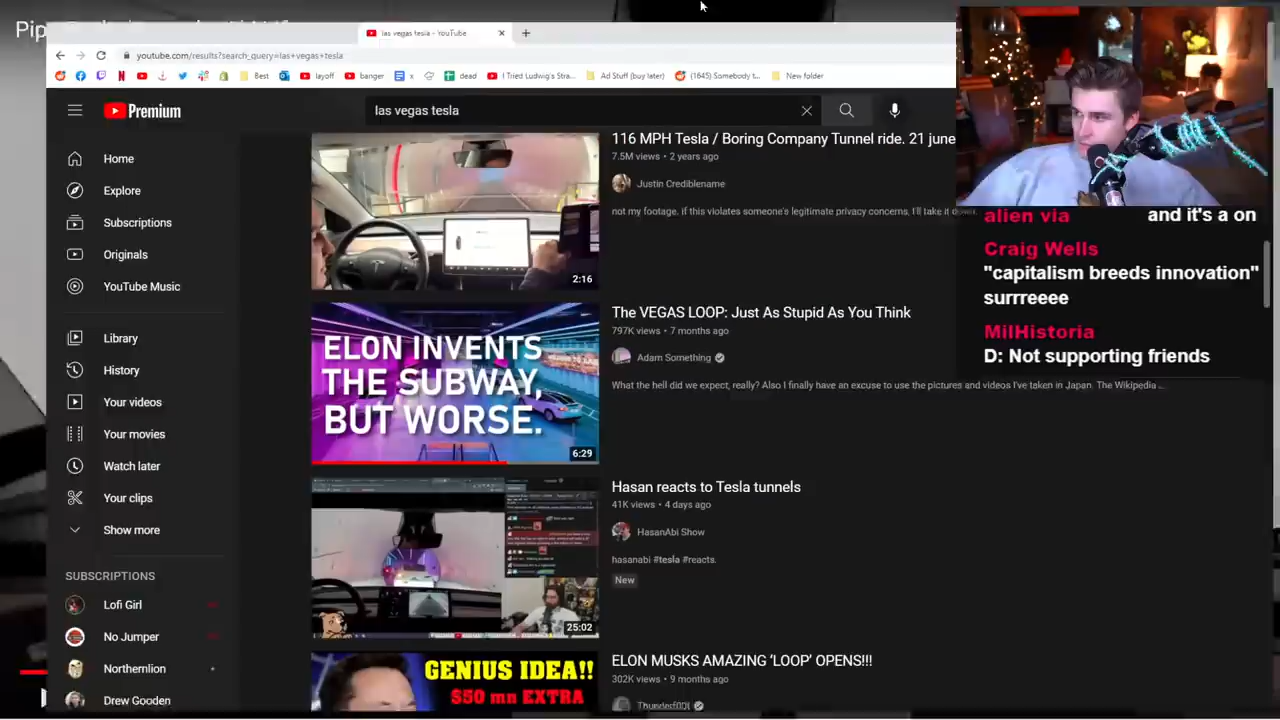 Pip
las vegas tesla - YouTube
youtube.com/results?search_query=las+vegas+tesla
Best
layoff
banger
x
dead
I Tried Ludwig's Stra...
Ad Stuff (buy later)
(1645) Somebody t...
New folder
Premium
las vegas tesla
Home
Explore
Subscriptions
Originals
YouTube Music
Library
History
Your videos
Your movies
Watch later
Your clips
Show more
SUBSCRIPTIONS
Lofi Girl
No Jumper
Northernlion
Drew Gooden
116 MPH Tesla / Boring Company Tunnel ride. 21 june
7.5M views • 2 years ago
Justin Crediblename
not my footage. if this violates someone's legitimate privacy concerns, I'll take it down.
2:16
ELON INVENTS
THE SUBWAY,
BUT WORSE.
6:29
The VEGAS LOOP: Just As Stupid As You Think
797K views • 7 months ago
Adam Something
What the hell did we expect, really? Also I finally have an excuse to use the pictures and videos I've taken in Japan. The Wikipedia ...
25:02
Hasan reacts to Tesla tunnels
41K views • 4 days ago
HasanAbi Show
hasanabi #tesla #reacts.
New
GENIUS IDEA!!
$50 mn EXTRA
ELON MUSKS AMAZING 'LOOP' OPENS!!!
302K views • 9 months ago
Thunderf00t
alien via and it's a on
Craig Wells
"capitalism breeds innovation"
surrreeee
MilHistoria
D: Not supporting friends